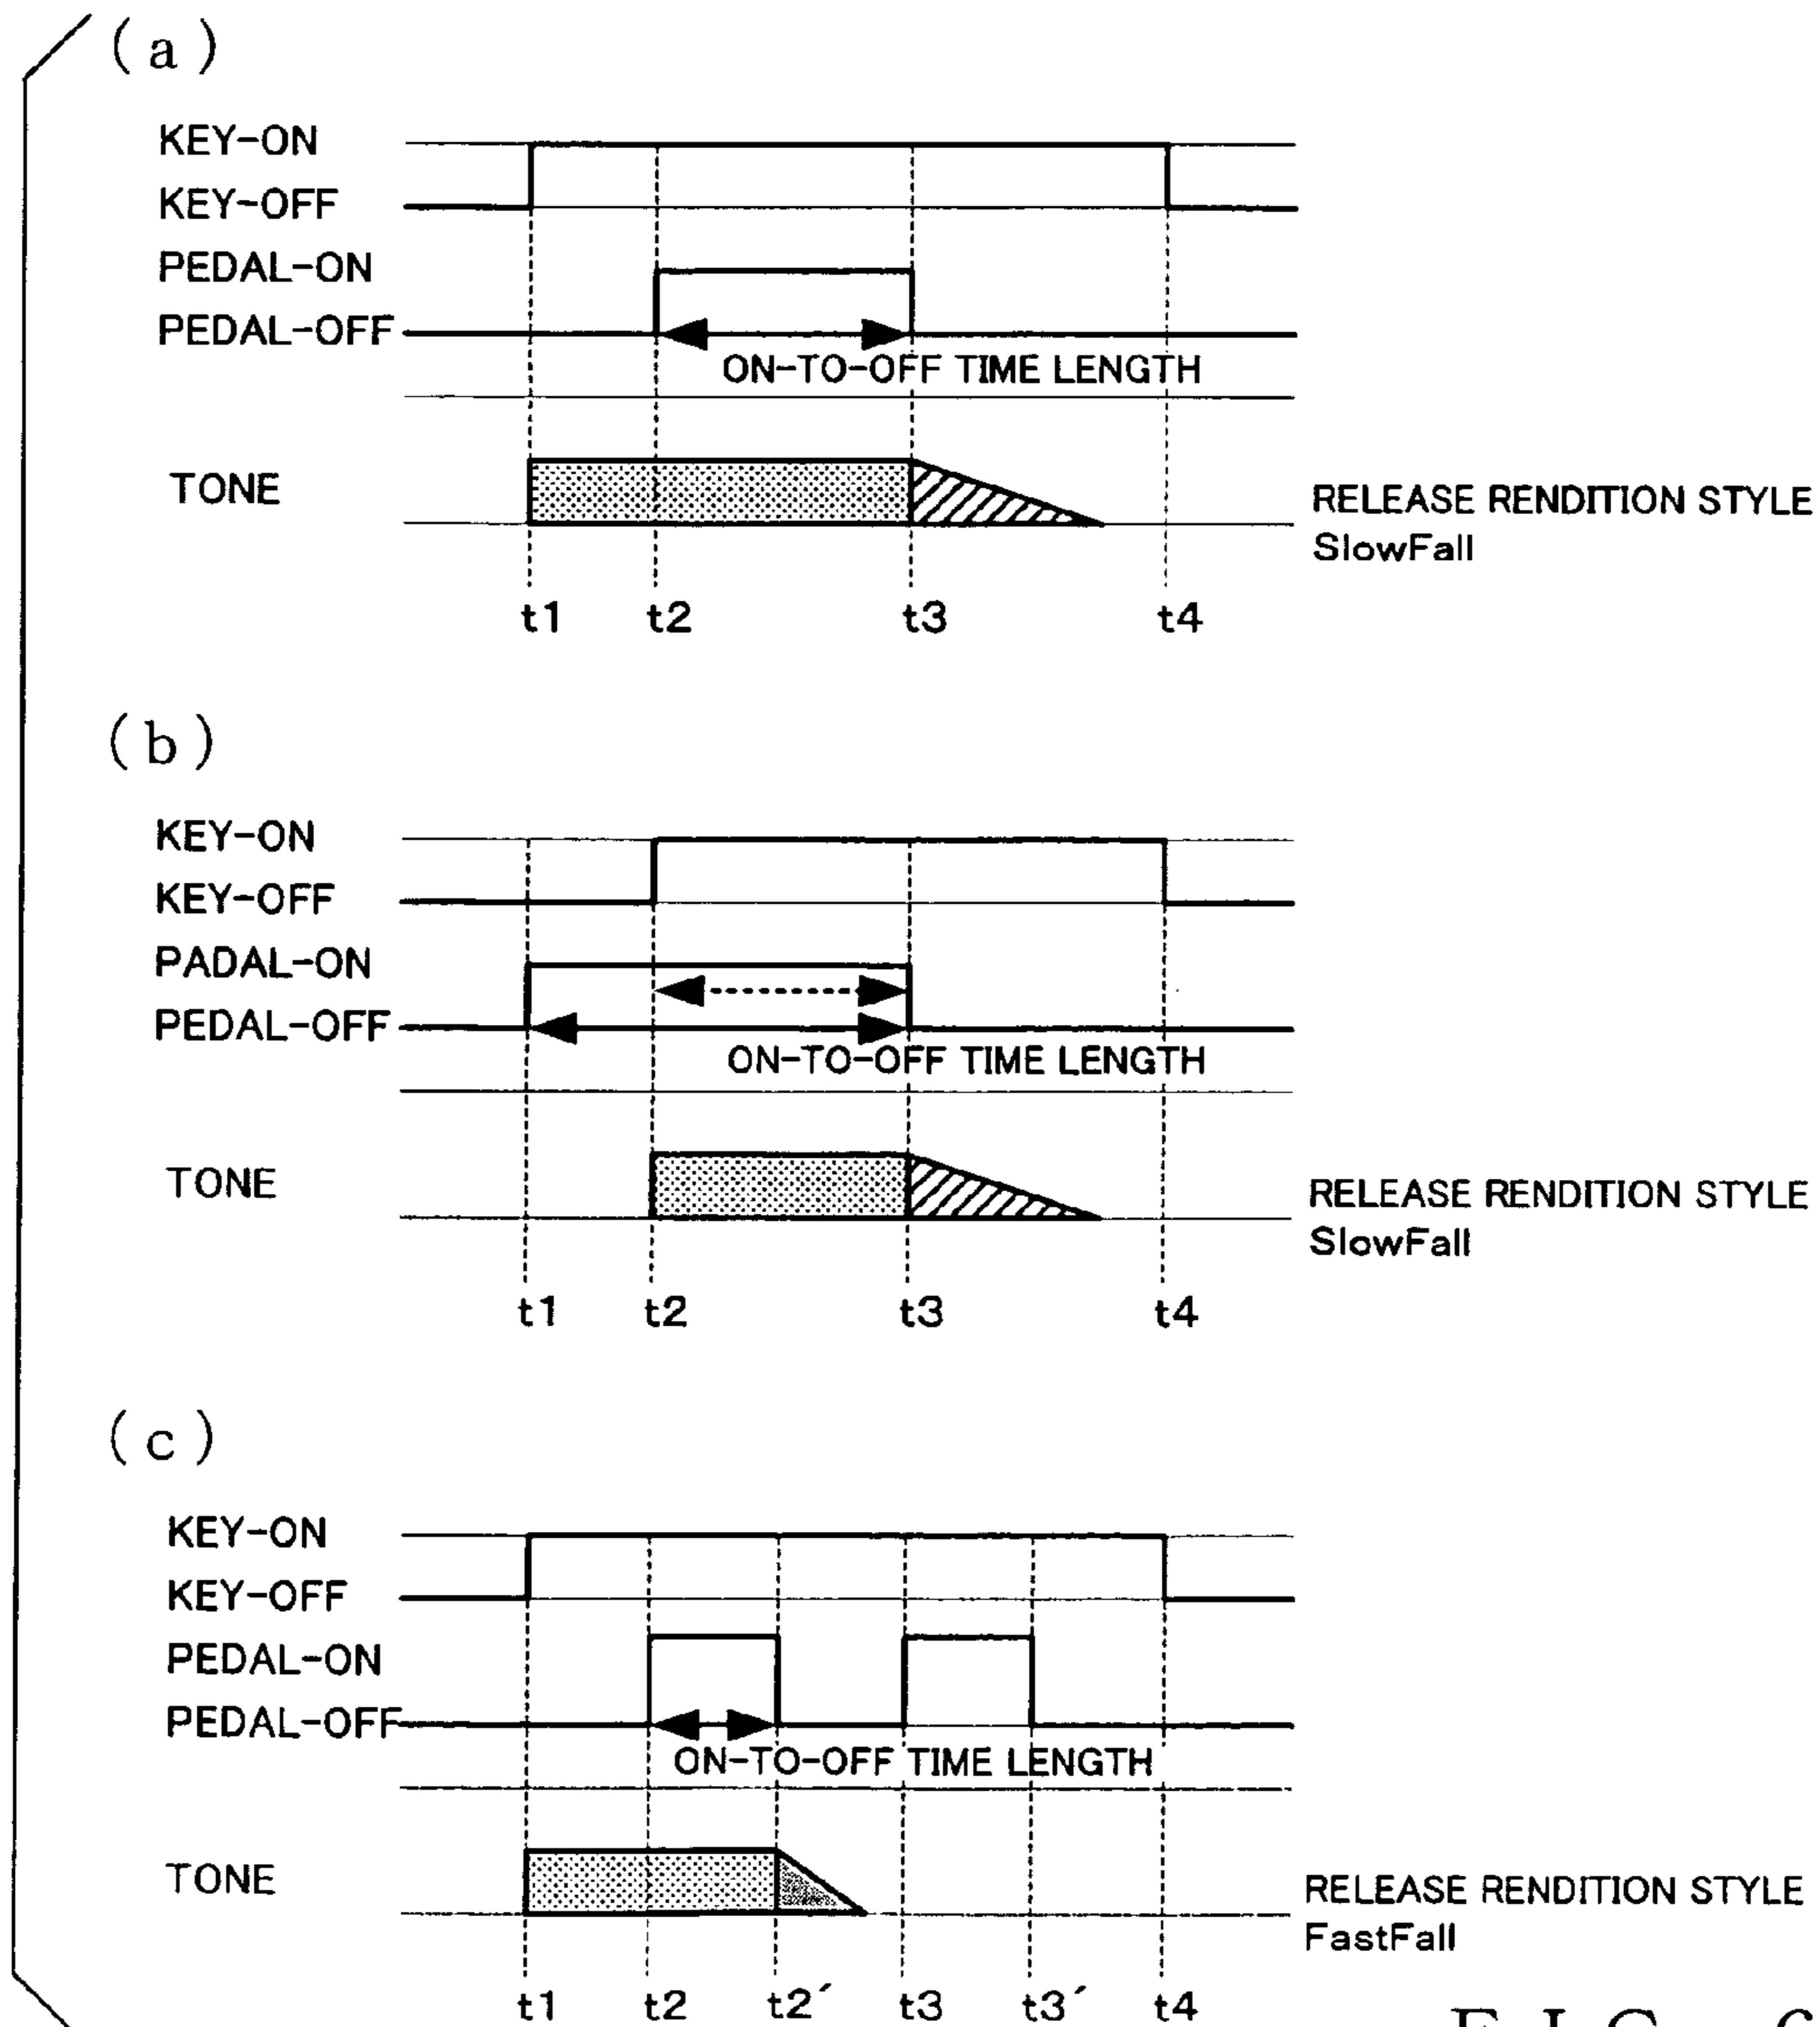 (a)
KEY-ON
KEY-OFF
PEDAL-ON
PEDAL-OFF
ON-TO-OFF TIME LENGTH
TONE
RELEASE RENDITION STYLE
SlowFall
t1 t2 t3 t4
(b)
KEY-ON
KEY-OFF
PADAL-ON
PEDAL-OFF
ON-TO-OFF TIME LENGTH
TONE
RELEASE RENDITION STYLE
SlowFall
t1 t2 t3 t4
(c)
KEY-ON
KEY-OFF
PEDAL-ON
PEDAL-OFF
ON-TO-OFF TIME LENGTH
TONE
RELEASE RENDITION STYLE
FastFall
t1 t2 t2´ t3 t3´ t4